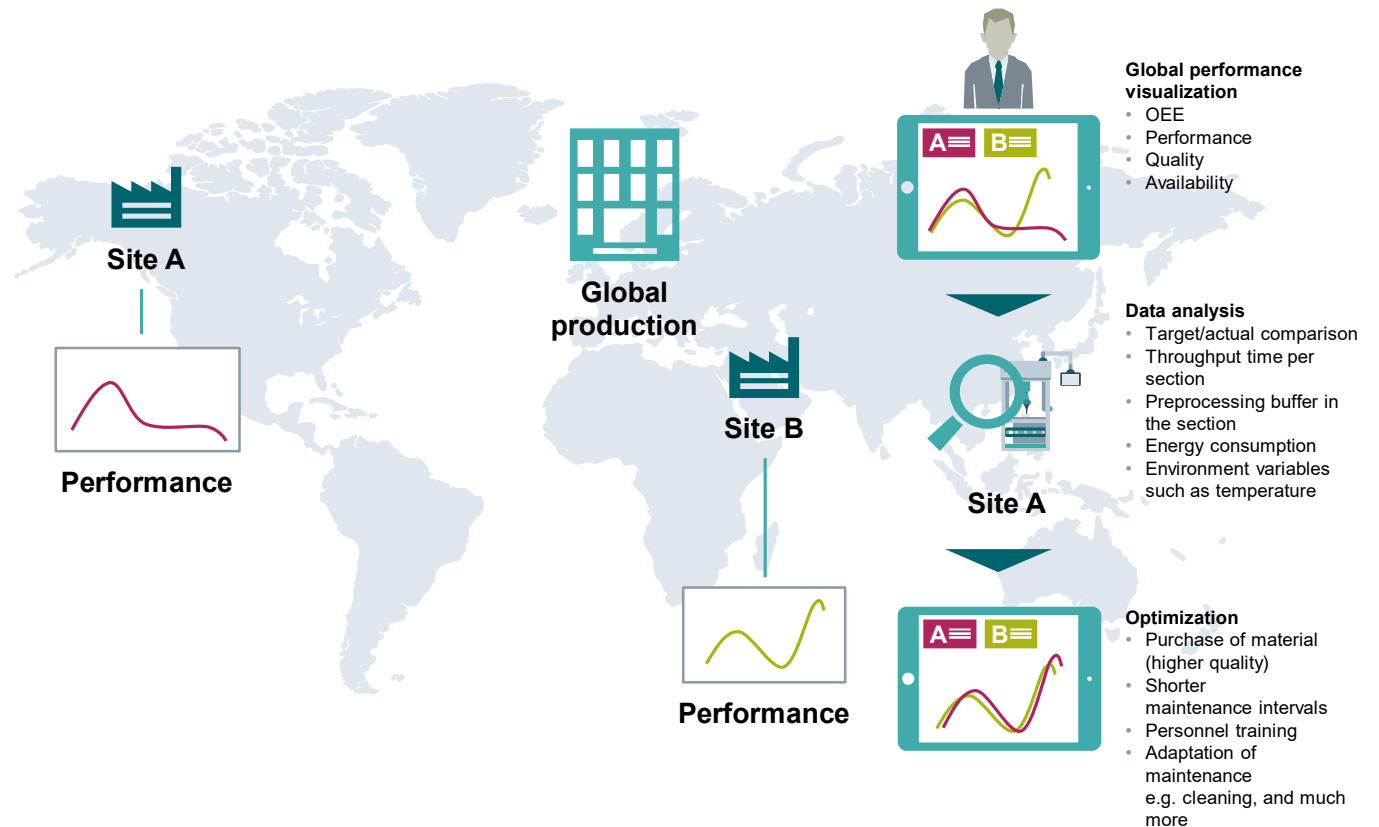 Site A
Performance
Global
production
Site B
Performance
A
B
Global performance
visualization
• OEE
• Performance
• Quality
• Availability
Site A
Data analysis
• Target/actual comparison
• Throughput time per
section
• Preprocessing buffer in
the section
• Energy consumption
• Environment variables
such as temperature
A
B
Optimization
• Purchase of material
(higher quality)
• Shorter
maintenance intervals
• Personnel training
• Adaptation of
maintenance
e.g. cleaning, and much
more